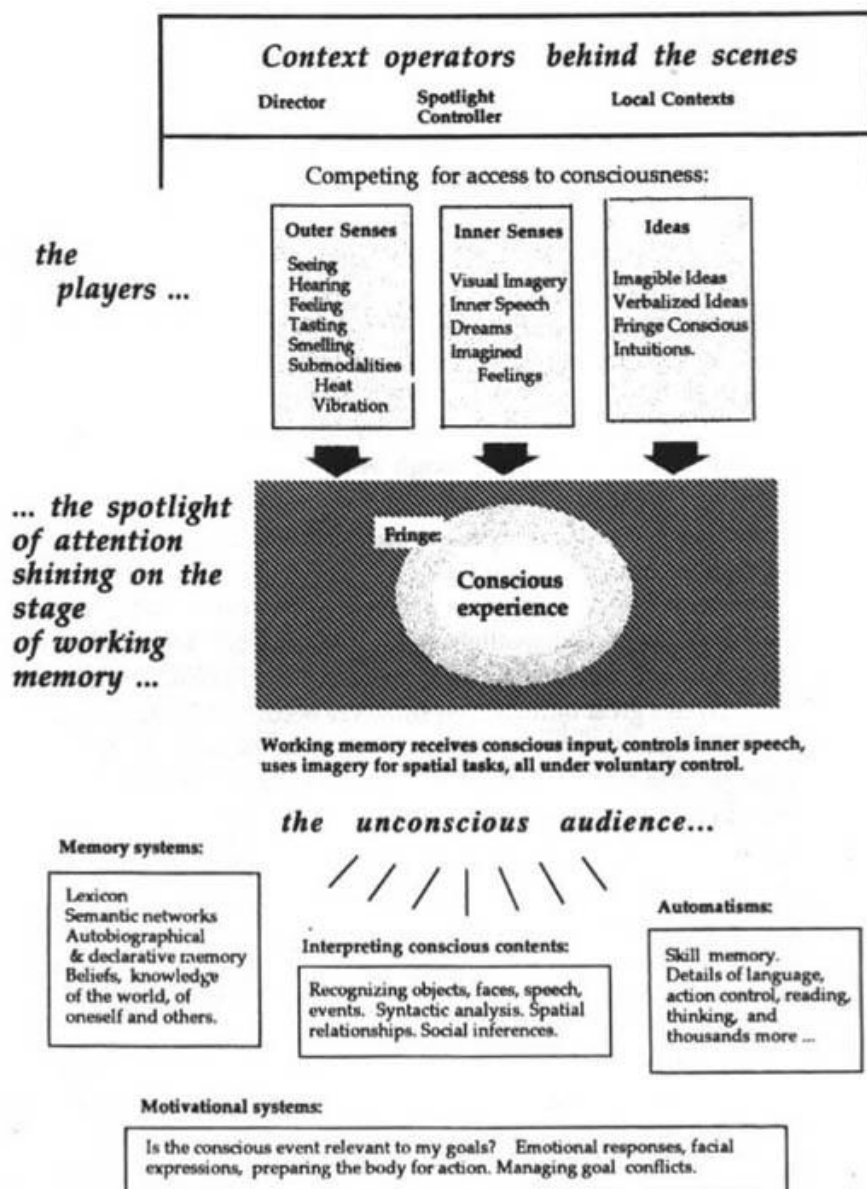 Context operators behind the scenes
Director
Spotlight
Controller
Local Contexts
Competing for access to consciousness:
the
players ...
Outer Senses
Seeing
Hearing
Feeling
Tasting
Smelling
Submodalities
Heat
Vibration
Inner Senses
Visual Imagery
Inner Speech
Dreams
Imagined
Feelings
Ideas
Imagible Ideas
Verbalized Ideas
Fringe Conscious
Intuitions.
... the spotlight
of attention
shining on the
stage
of working
memory ...
Fringe:
Conscious
experience
Working memory receives conscious input, controls inner speech,
uses imagery for spatial tasks, all under voluntary control.
the unconscious audience...
Memory systems:
Lexicon
Semantic networks
Autobiographical
& declarative memory
Beliefs, knowledge
of the world, of
oneself and others.
Interpreting conscious contents:
Recognizing objects, faces, speech,
events. Syntactic analysis. Spatial
relationships. Social inferences.
Automatisms:
Skill memory.
Details of language,
action control, reading,
thinking, and
thousands more ...
Motivational systems:
Is the conscious event relevant to my goals? Emotional responses, facial
expressions, preparing the body for action. Managing goal conflicts.